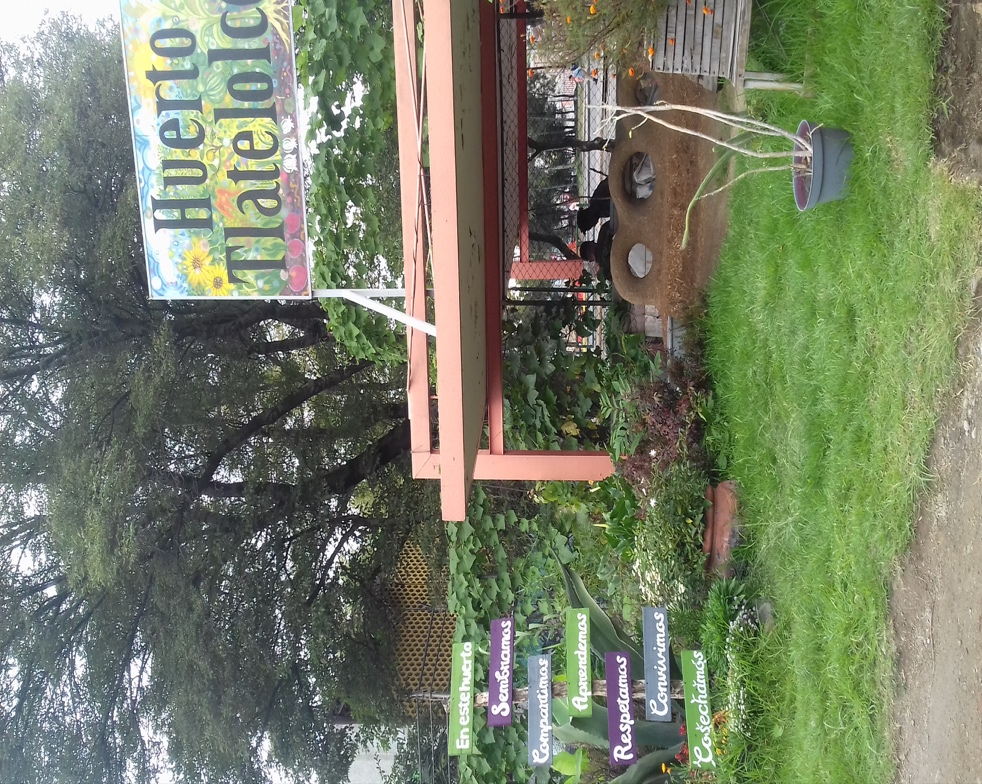 Huerto
Tlatelolco
En este huerto
Sembramos
Compartimos
Aprendemos
Respetamos
Convivimos
Cosechamos